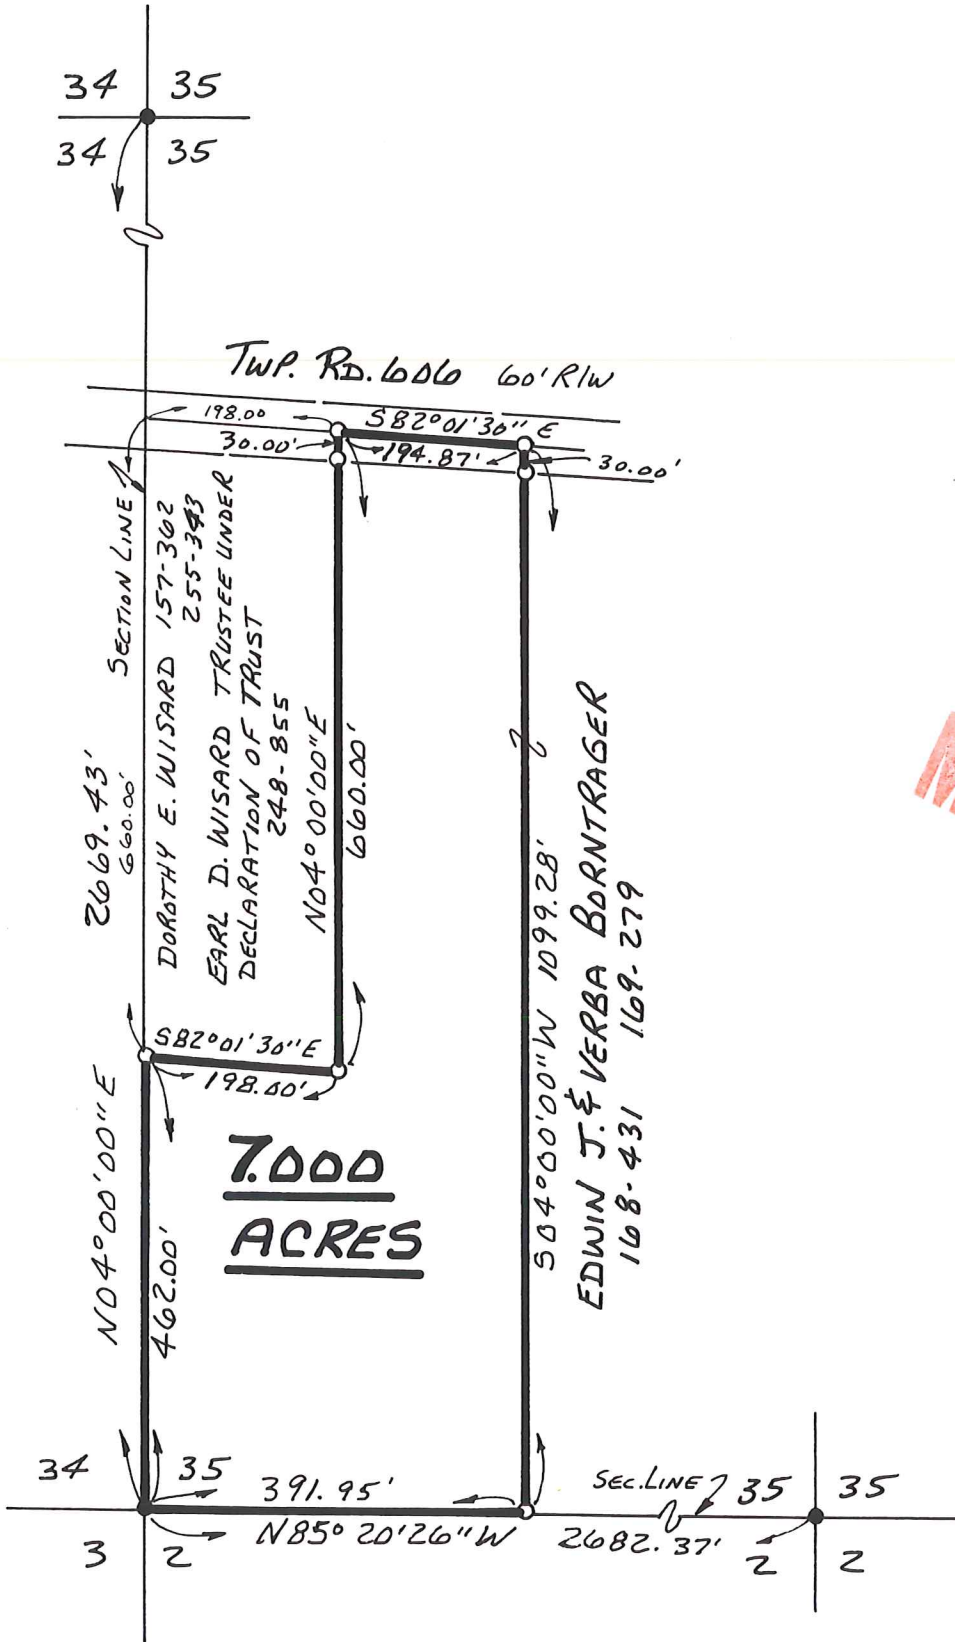 34 35
34 35
TWP. RD. 606 60' R/W
198.00
S82°01'30" E
30.00'
194.87'
30.00'
SECTION LINE
2669.43'
660.00'
DOROTHY E. WISARD 157-362
255-343
EARL D. WISARD TRUSTEE UNDER
DECLARATION OF TRUST
248-855
N04°00'00"E
660.00'
S04°00'00"W 1099.28'
EDWIN J. & VERBA BORNTRAGER
168-431 169-279
S82°01'30"E
198.00'
N04°00'00"E
462.00'
7.000
ACRES
34 35
391.95'
SEC. LINE
35 35
3 2
N85°20'26"W
2682.37'
2 2